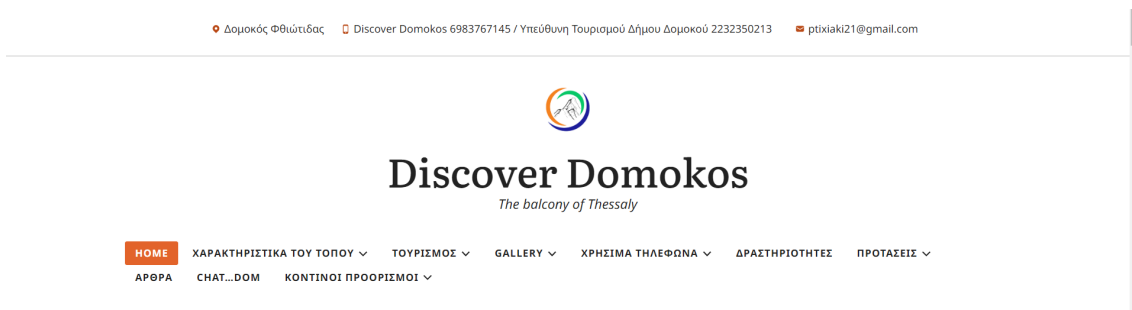 Δομοκός Φθιώτιδας Discover Domokos 6983767145 / Υπεύθυνη Τουρισμού Δήμου Δομοκού 2232350213 ptixiaki21@gmail.com
Discover Domokos
The balcony of Thessaly
HOME ΧΑΡΑΚΤΗΡΙΣΤΙΚΑ ΤΟΥ ΤΟΠΟΥ ΤΟΥΡΙΣΜΟΣ GALLERY ΧΡΗΣΙΜΑ ΤΗΛΕΦΩΝΑ ΔΡΑΣΤΗΡΙΟΤΗΤΕΣ ΠΡΟΤΑΣΕΙΣ
ΑΡΘΡΑ CHAT...DOM ΚΟΝΤΙΝΟΙ ΠΡΟΟΡΙΣΜΟΙ